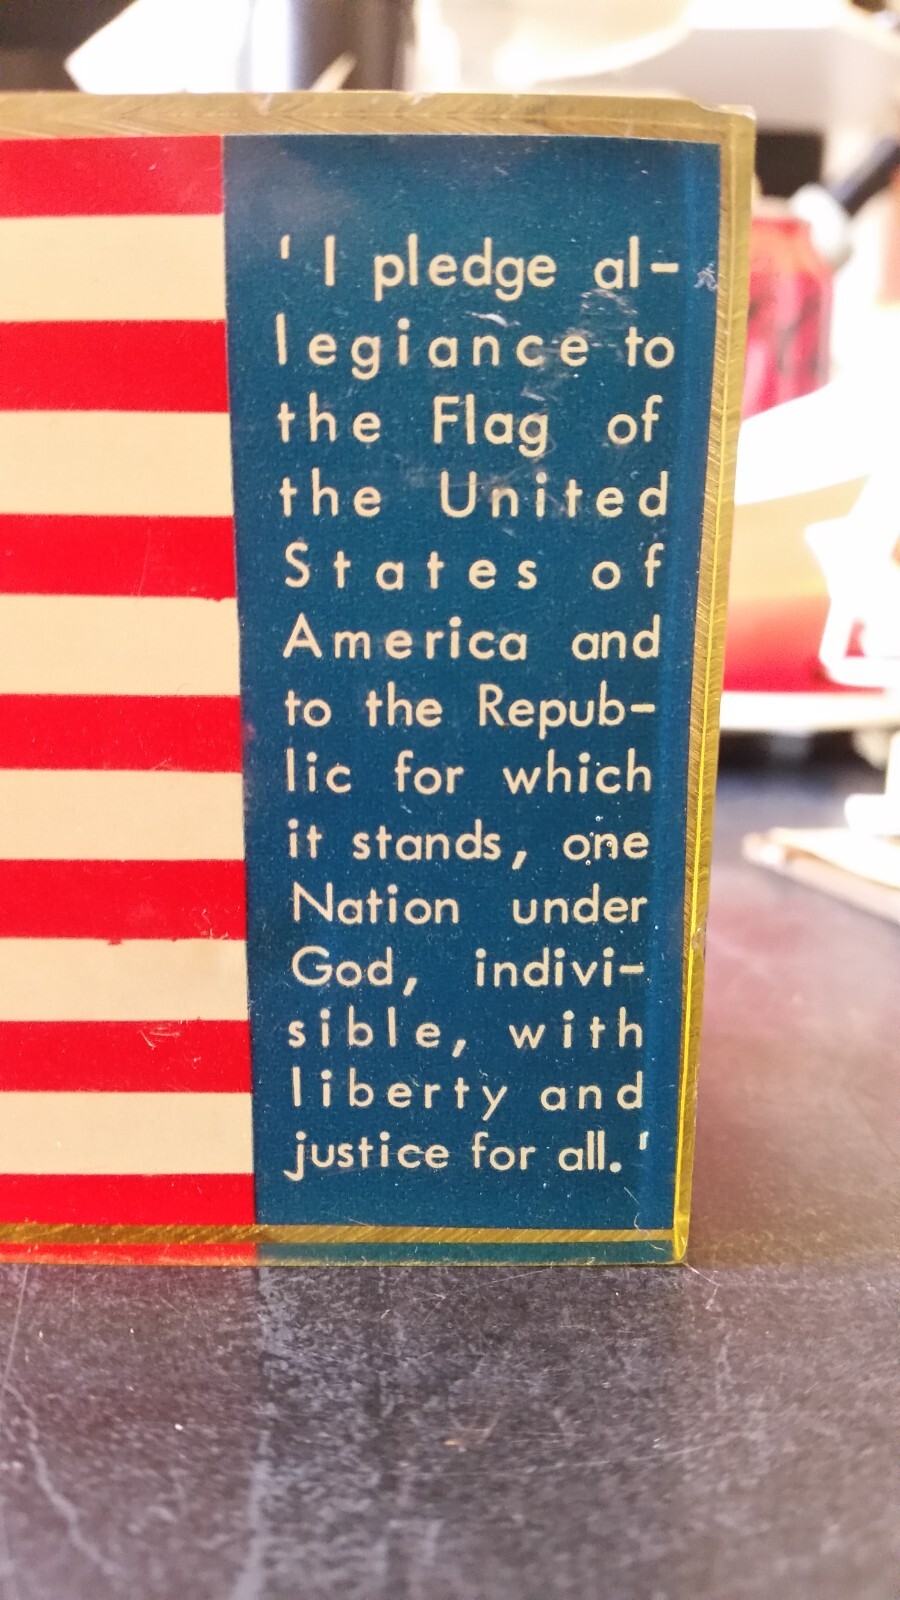 'I pledge al-
legiance to
the Flag of
the United
States of
America and
to the Repub-
lic for which
it stands, one
Nation under
God, indivi-
sible, with
liberty and
justice for all.'